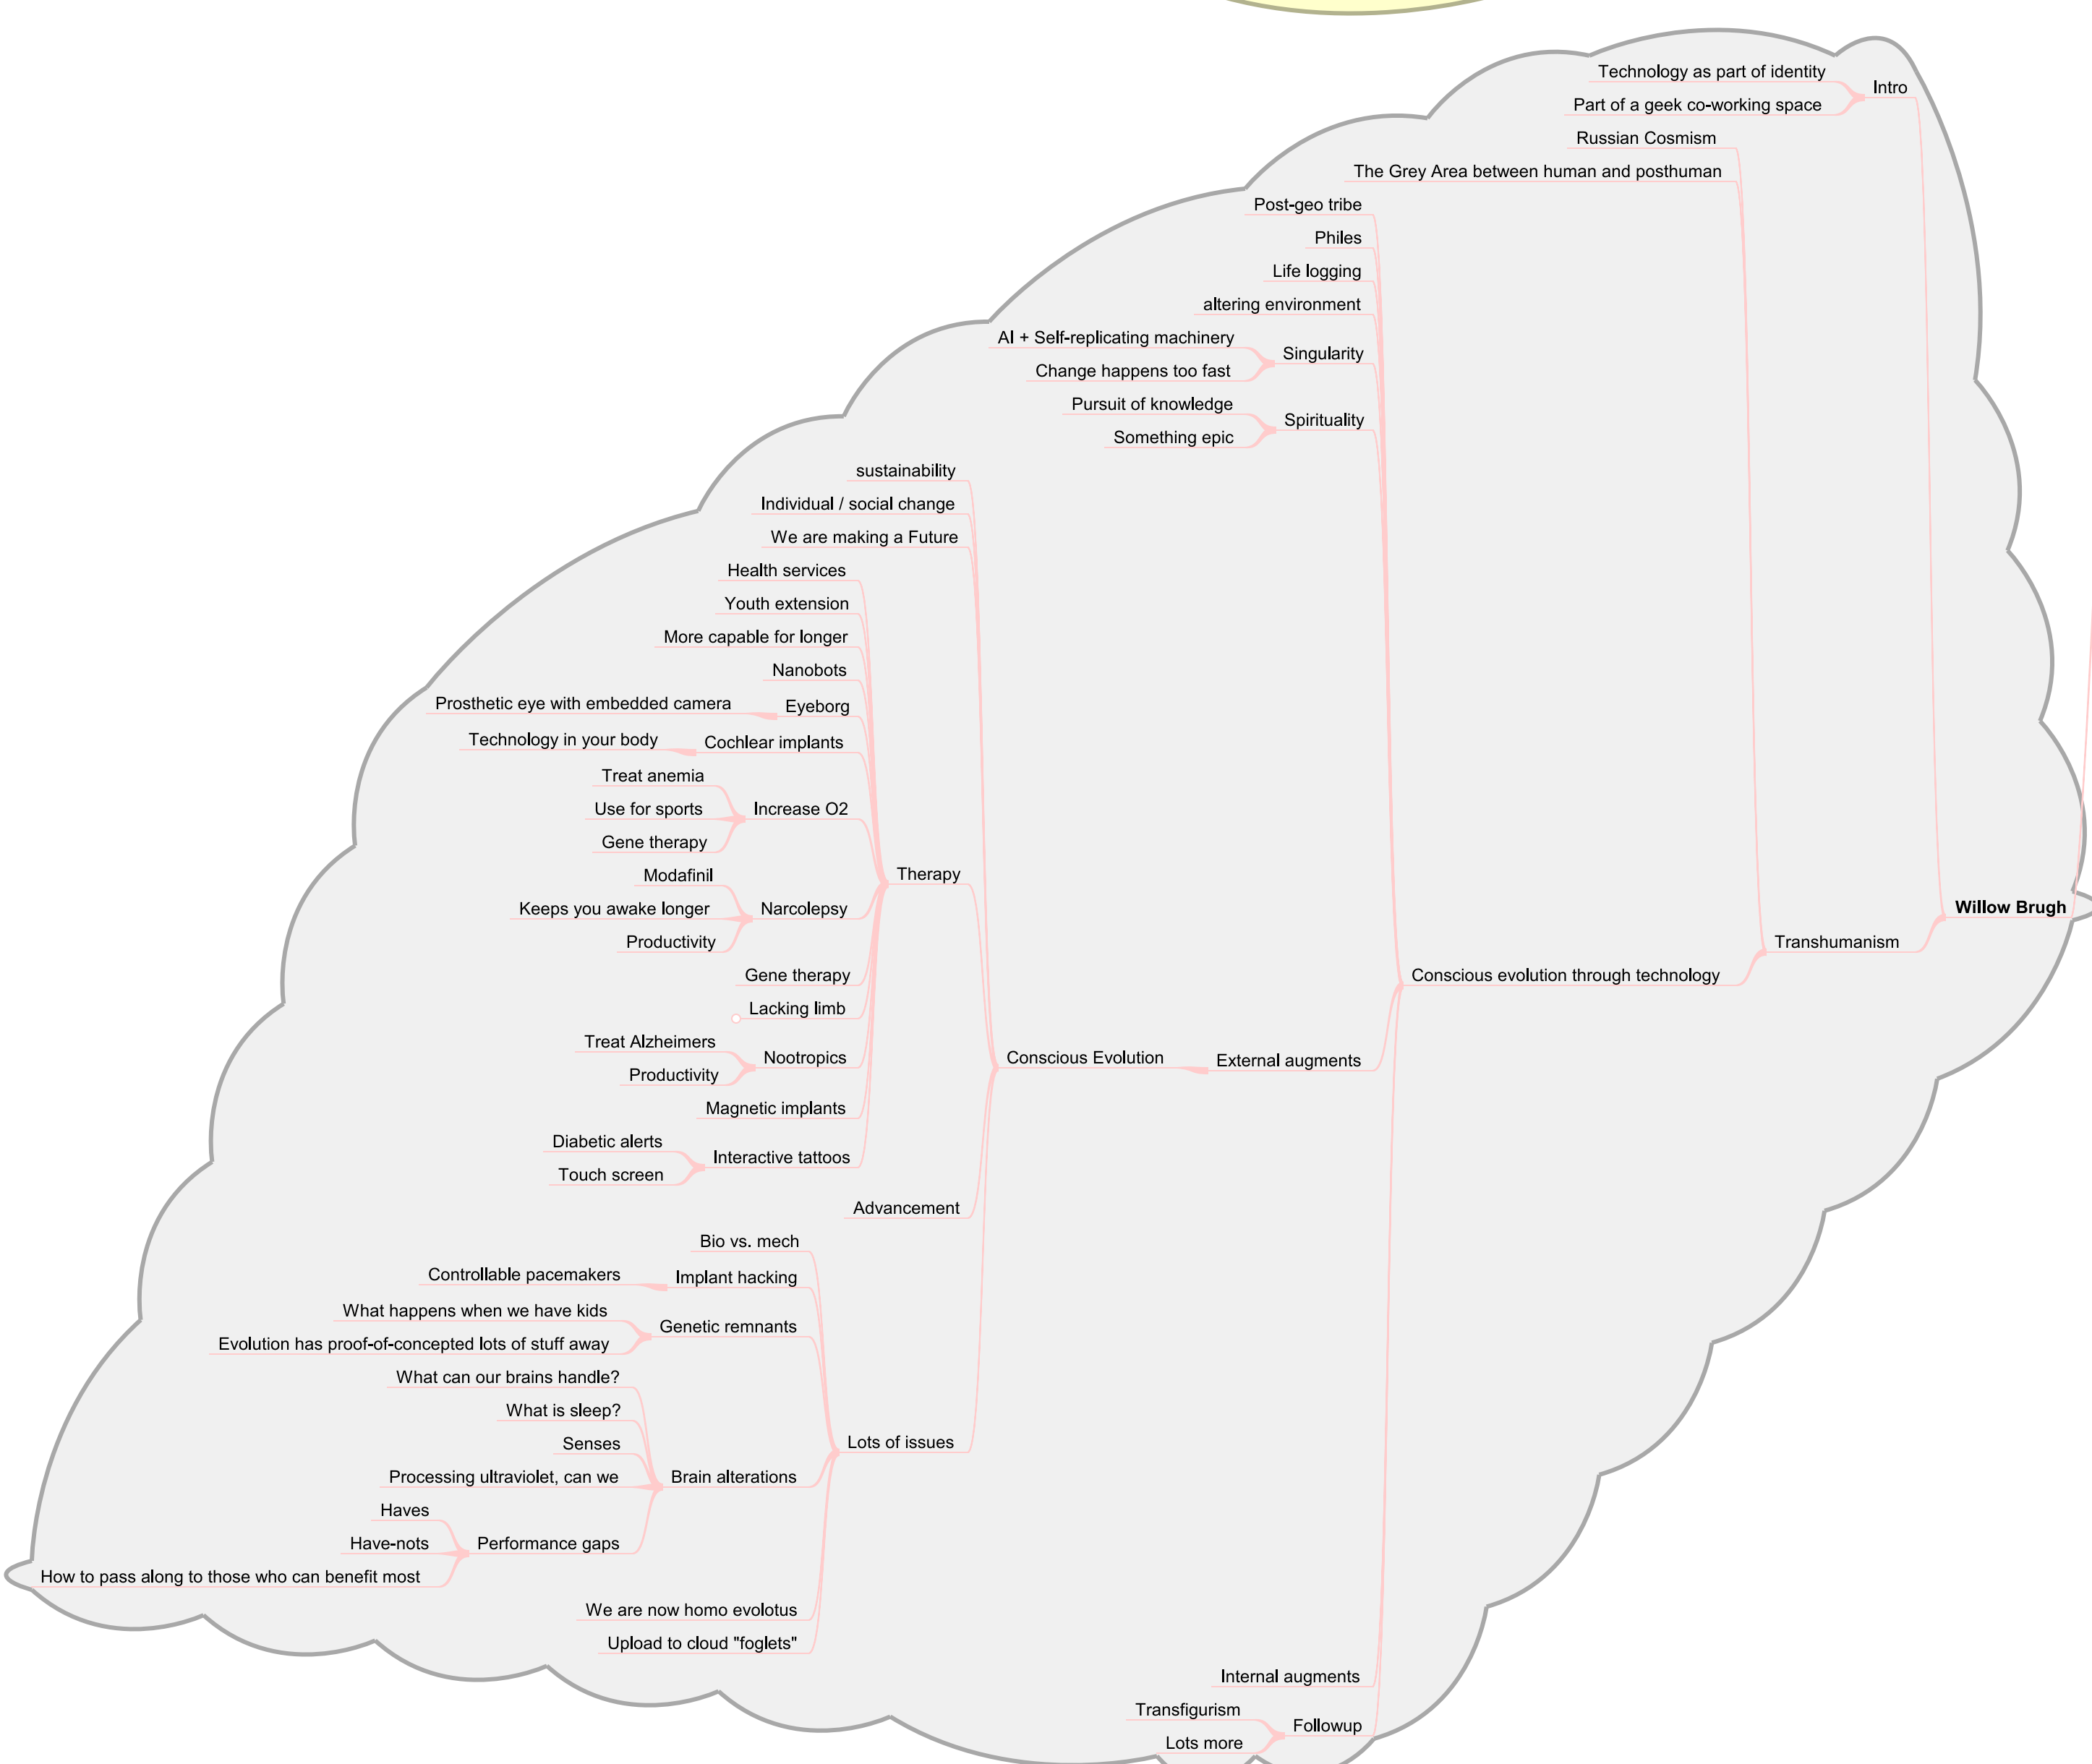 Technology as part of identity
Intro
Part of a geek co-working space
Russian Cosmism
The Grey Area between human and posthuman
Post-geo tribe
Philes
Life logging
altering environment
AI + Self-replicating machinery
Singularity
Change happens too fast
Pursuit of knowledge
Spirituality
Something epic
sustainability
Individual / social change
We are making a Future
Health services
Youth extension
More capable for longer
Nanobots
Prosthetic eye with embedded camera
Eyeborg
Technology in your body
Cochlear implants
Treat anemia
Use for sports
Increase O2
Gene therapy
Modafinil
Therapy
Keeps you awake longer
Narcolepsy
Willow Brugh
Productivity
Transhumanism
Gene therapy
Conscious evolution through technology
Lacking limb
Treat Alzheimers
Nootropics
Conscious Evolution
External augments
Productivity
Magnetic implants
Diabetic alerts
Interactive tattoos
Touch screen
Advancement
Bio vs. mech
Controllable pacemakers
Implant hacking
What happens when we have kids
Genetic remnants
Evolution has proof-of-concepted lots of stuff away
What can our brains handle?
What is sleep?
Senses
Lots of issues
Processing ultraviolet, can we
Brain alterations
Haves
Have-nots
Performance gaps
How to pass along to those who can benefit most
We are now homo evolotus
Upload to cloud "foglets"
Internal augments
Transfigurism
Followup
Lots more